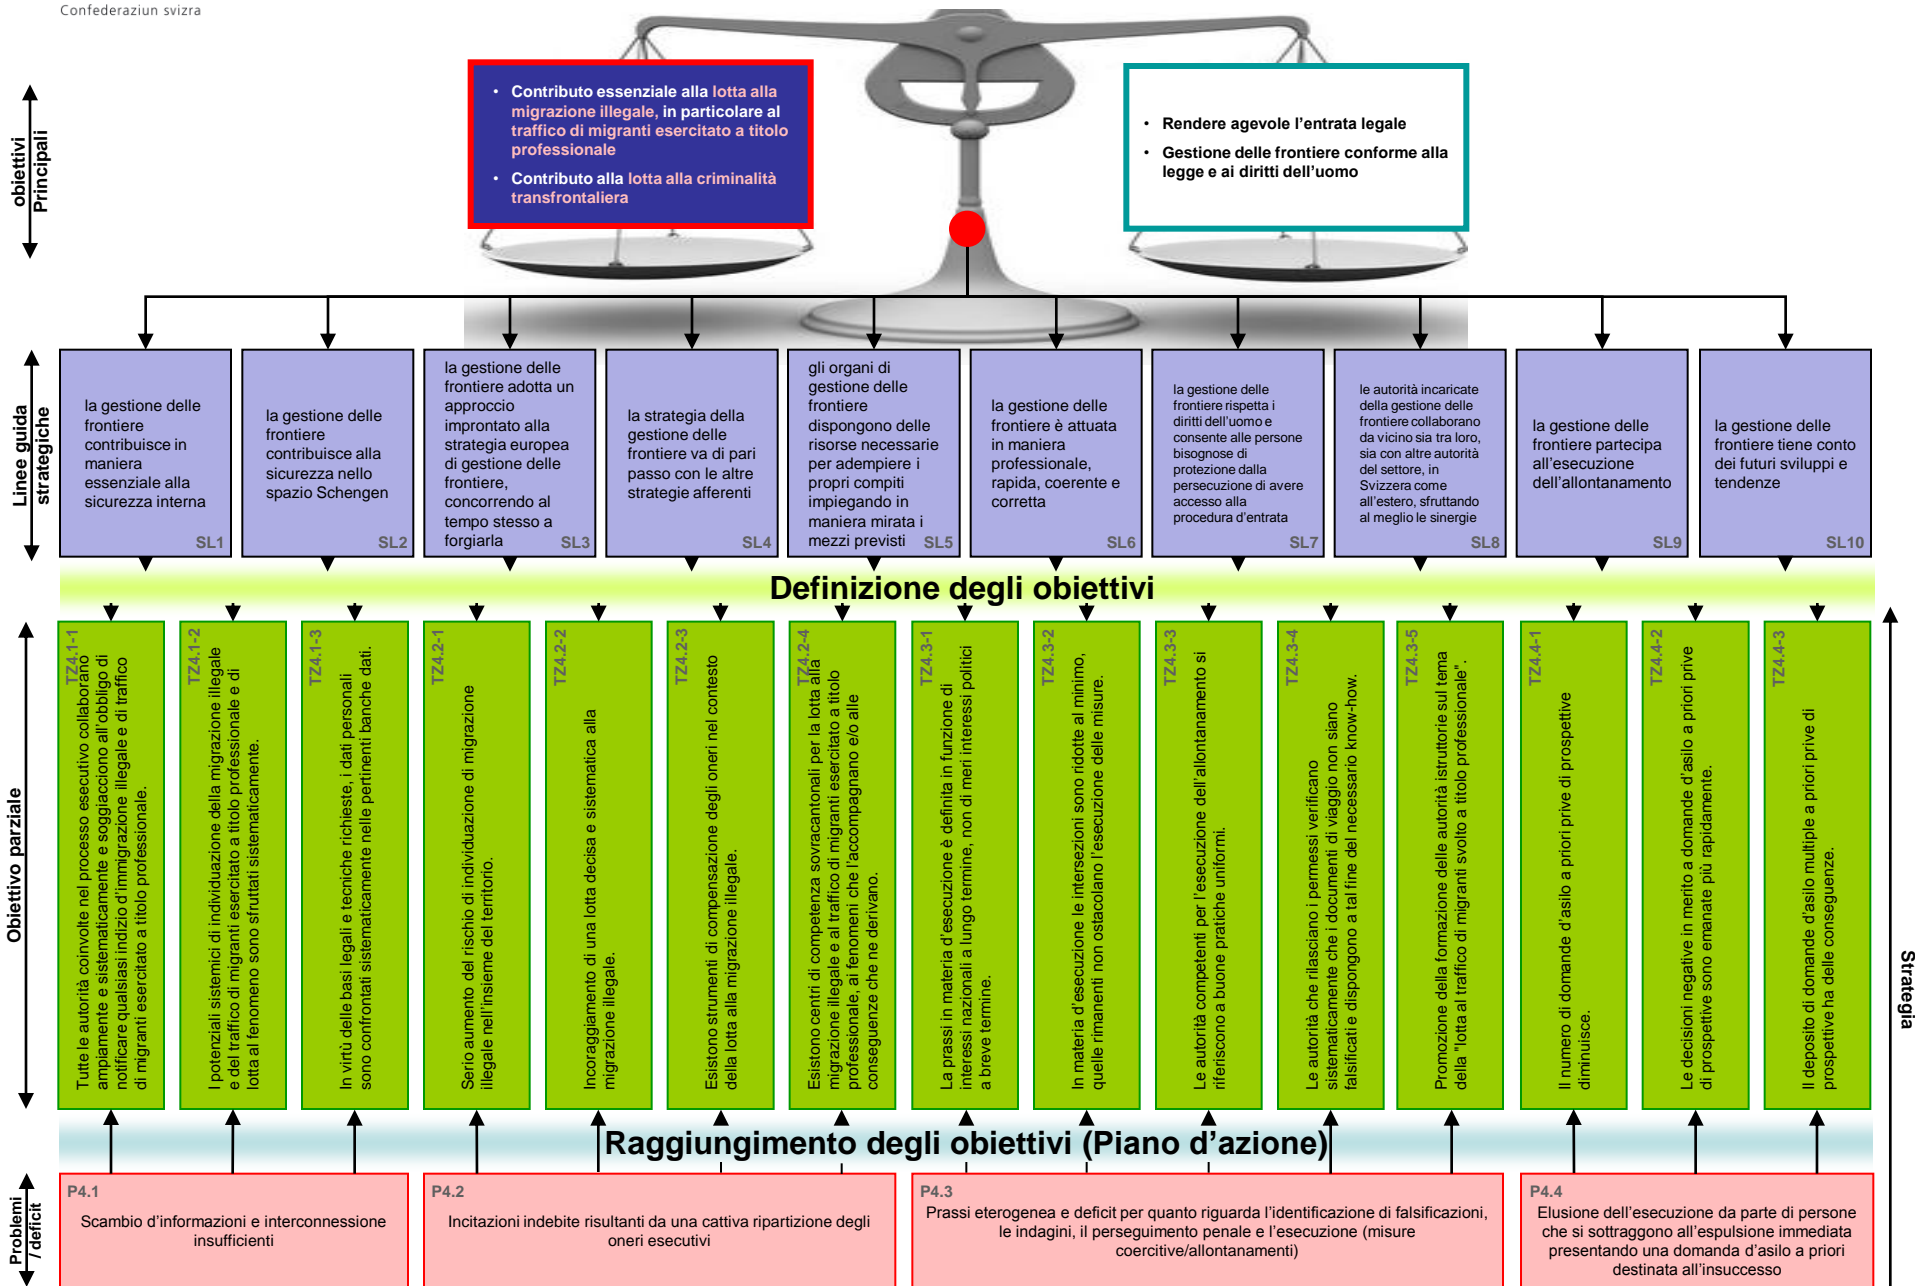 Confederaziun svizra
obiettivi
Principali
• Contributo essenziale alla lotta alla
migrazione illegale, in particolare al
traffico di migranti esercitato a titolo
professionale
• Contributo alla lotta alla criminalità
transfrontaliera
• Rendere agevole l'entrata legale
• Gestione delle frontiere conforme alla
legge e ai diritti dell'uomo
Linee guida
strategiche
la gestione delle
frontiere
contribuisce in
maniera
essenziale alla
sicurezza interna
SL1
la gestione delle
frontiere
contribuisce alla
sicurezza nello
spazio Schengen
SL2
la gestione delle
frontiere adotta un
approccio
improntato alla
strategia europea
di gestione delle
frontiere,
concorrendo al
tempo stesso a
forgiarla
SL3
la strategia della
gestione delle
frontiere va di pari
passo con le altre
strategie afferenti
SL4
gli organi di
gestione delle
frontiere
dispongono delle
risorse necessarie
per adempiere i
propri compiti
impiegando in
maniera mirata i
mezzi previsti
SL5
la gestione delle
frontiere è attuata
in maniera
professionale,
rapida, coerente e
corretta
SL6
la gestione delle
frontiere rispetta i
diritti dell'uomo e
consente alle persone
bisognose di
protezione dalla
persecuzione di avere
accesso alla
procedura d'entrata
SL7
le autorità incaricate
della gestione delle
frontiere collaborano
da vicino sia tra loro,
sia con altre autorità
del settore, in
Svizzera come
all'estero, sfruttando
al meglio le sinergie
SL8
la gestione delle
frontiere partecipa
all'esecuzione
dell'allontanamento
SL9
la gestione delle
frontiere tiene conto
dei futuri sviluppi e
tendenze
SL10
Definizione degli obiettivi
Obiettivo parziale
TZ4.1-1
Tutte le autorità coinvolte nel processo esecutivo collaborano
ampiamente e sistematicamente e soggiacciono all'obbligo di
notificare qualsiasi indizio d'immigrazione illegale e di traffico
di migranti esercitato a titolo professionale.
TZ4.1-2
I potenziali sistemici di individuazione della migrazione illegale
e del traffico di migranti esercitato a titolo professionale e di
lotta al fenomeno sono sfruttati sistematicamente.
TZ4.1-3
In virtù delle basi legali e tecniche richieste, i dati personali
sono confrontati sistematicamente nelle pertinenti banche dati.
TZ4.2-1
Serio aumento del rischio di individuazione di migrazione
illegale nell'insieme del territorio.
TZ4.2-2
Incoraggiamento di una lotta decisa e sistematica alla
migrazione illegale.
TZ4.2-3
Esistono strumenti di compensazione degli oneri nel contesto
della lotta alla migrazione illegale.
TZ4.2-4
Esistono centri di competenza sovracantonali per la lotta alla
migrazione illegale e al traffico di migranti esercitato a titolo
professionale, ai fenomeni che l'accompagnano e/o alle
conseguenze che ne derivano.
TZ4.3-1
La prassi in materia d'esecuzione è definita in funzione di
interessi nazionali a lungo termine, non di meri interessi politici
a breve termine.
TZ4.3-2
In materia d'esecuzione le intersezioni sono ridotte al minimo,
quelle rimanenti non ostacolano l'esecuzione delle misure.
TZ4.3-3
Le autorità competenti per l'esecuzione dell'allontanamento si
riferiscono a buone pratiche uniformi.
TZ4.3-4
Le autorità che rilasciano i permessi verificano
sistematicamente che i documenti di viaggio non siano
falsificati e dispongono a tal fine del necessario know-how.
TZ4.3-5
Promozione della formazione delle autorità istruttorie sul tema
della "lotta al traffico di migranti svolto a titolo professionale".
TZ4.4-1
Il numero di domande d'asilo a priori prive di prospettive
diminuisce.
TZ4.4-2
Le decisioni negative in merito a domande d'asilo a priori prive
di prospettive sono emanate più rapidamente.
TZ4.4-3
Il deposito di domande d'asilo multiple a priori prive di
prospettive ha delle conseguenze.
Strategia
Raggiungimento degli obiettivi (Piano d'azione)
Problemi
/ deficit
P4.1
Scambio d'informazioni e interconnessione
insufficienti
P4.2
Incitazioni indebite risultanti da una cattiva ripartizione degli
oneri esecutivi
P4.3
Prassi eterogenea e deficit per quanto riguarda l'identificazione di falsificazioni,
le indagini, il perseguimento penale e l'esecuzione (misure
coercitive/allontanamenti)
P4.4
Elusione dell'esecuzione da parte di persone
che si sottraggono all'espulsione immediata
presentando una domanda d'asilo a priori
destinata all'insuccesso